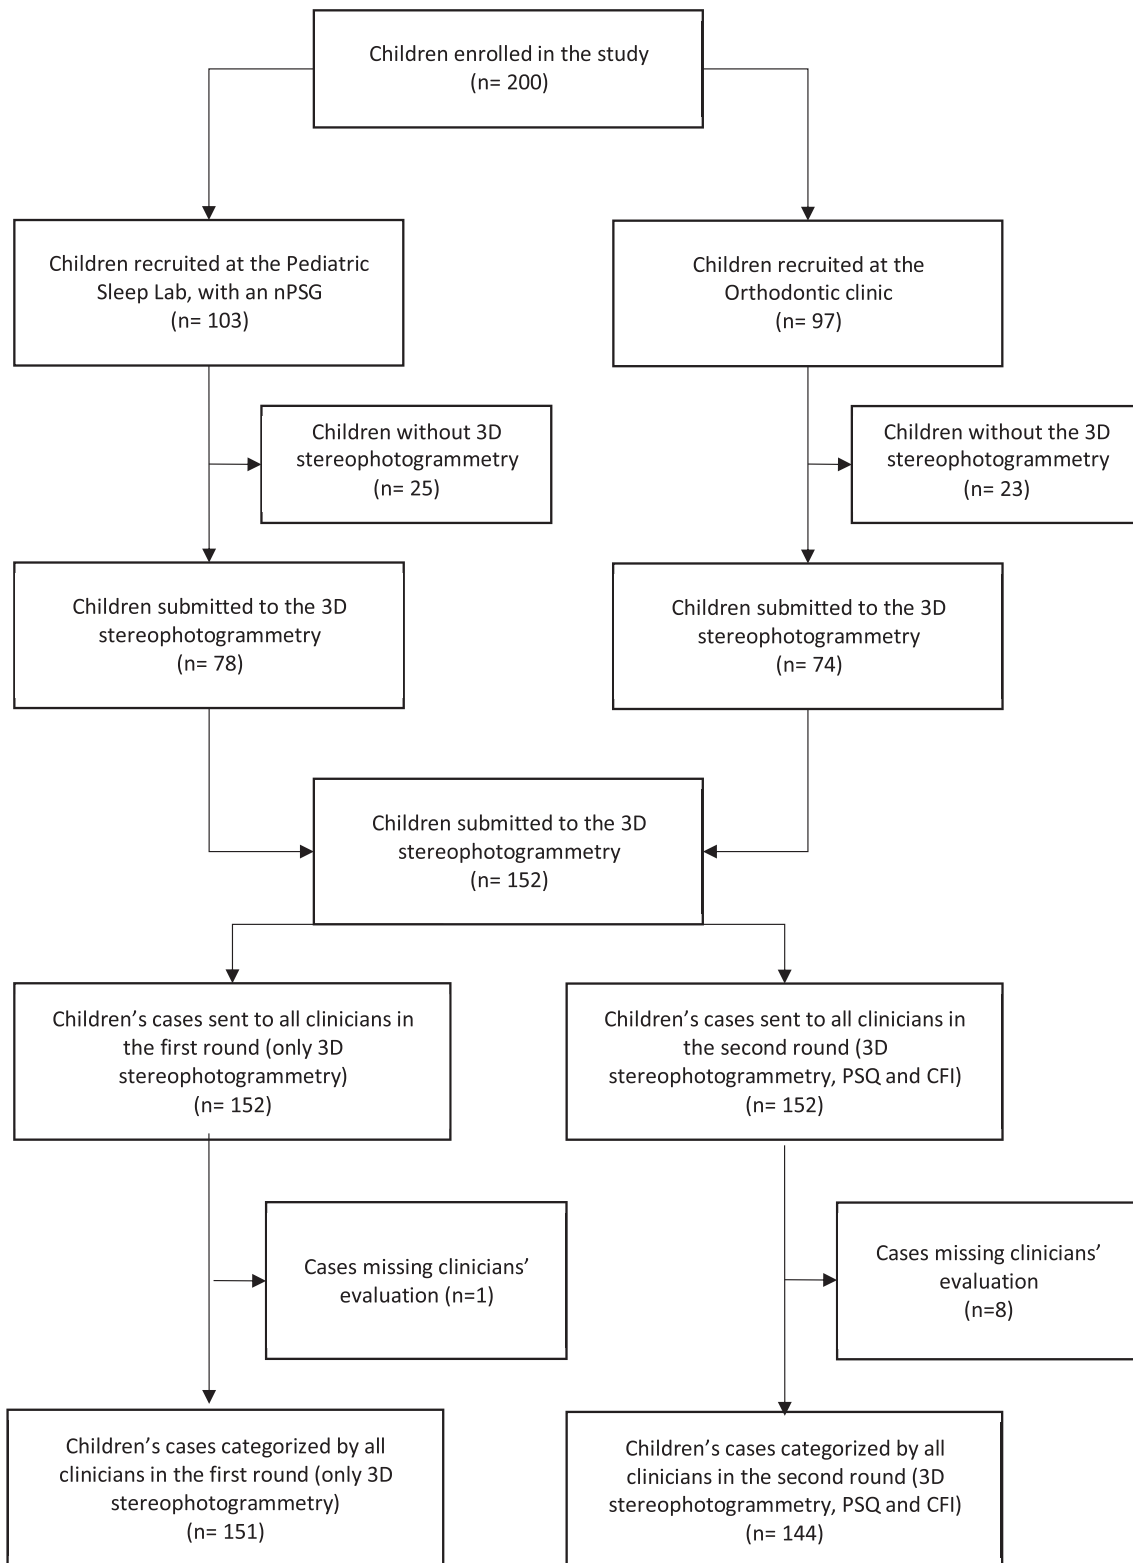 Children enrolled in the study
(n= 200)
Children recruited at the Pediatric
Sleep Lab, with an nPSG
(n= 103)
Children recruited at the
Orthodontic clinic
(n= 97)
Children without 3D
stereophotogrammetry
(n= 25)
Children without the 3D
stereophotogrammetry
(n= 23)
Children submitted to the 3D
stereophotogrammetry
(n= 78)
Children submitted to the 3D
stereophotogrammetry
(n= 74)
Children submitted to the 3D
stereophotogrammetry
(n= 152)
Children’s cases sent to all clinicians in
the first round (only 3D
stereophotogrammetry)
(n= 152)
Children’s cases sent to all clinicians in
the second round (3D
stereophotogrammetry, PSQ and CFI)
(n= 152)
Cases missing clinicians’
evaluation (n=1)
Cases missing clinicians’
evaluation
(n=8)
Children’s cases categorized by all
clinicians in the first round (only 3D
stereophotogrammetry)
(n= 151)
Children’s cases categorized by all
clinicians in the second round (3D
stereophotogrammetry, PSQ and CFI)
(n= 144)